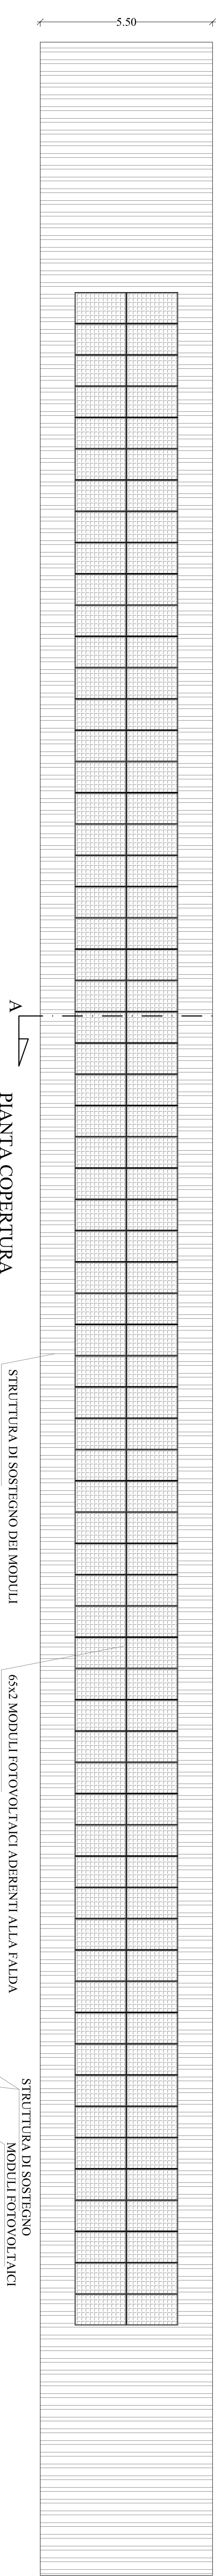 5.50
A
PIANTA COPERTURA
STRUTTURA DI SOSTEGNO DEI MODULI
65x2 MODULI FOTOVOLTAICI ADERENTI ALLA FALDA
STRUTTURA DI SOSTEGNO
MODULI FOTOVOLTAICI